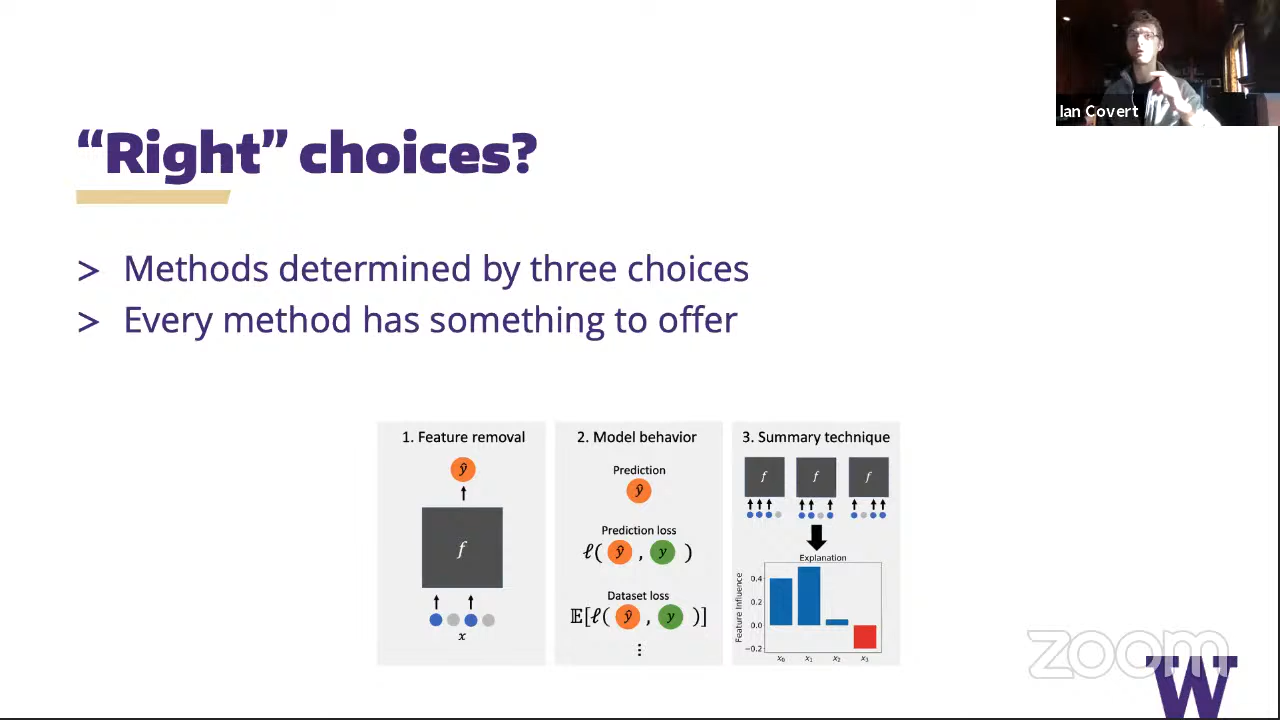 Ian Covert
“Right” choices?
> Methods determined by three choices
> Every method has something to offer
1. Feature removal
ŷ
f
x
2. Model behavior
Prediction
ŷ
Prediction loss
ℓ( ŷ , y )
Dataset loss
𝔼[ℓ( ŷ , y )]
⋮
3. Summary technique
f f f
Explanation
Feature Influence
0.4
0.2
0.0
−0.2
x₀ x₁ x₂ x₃
zoom
W